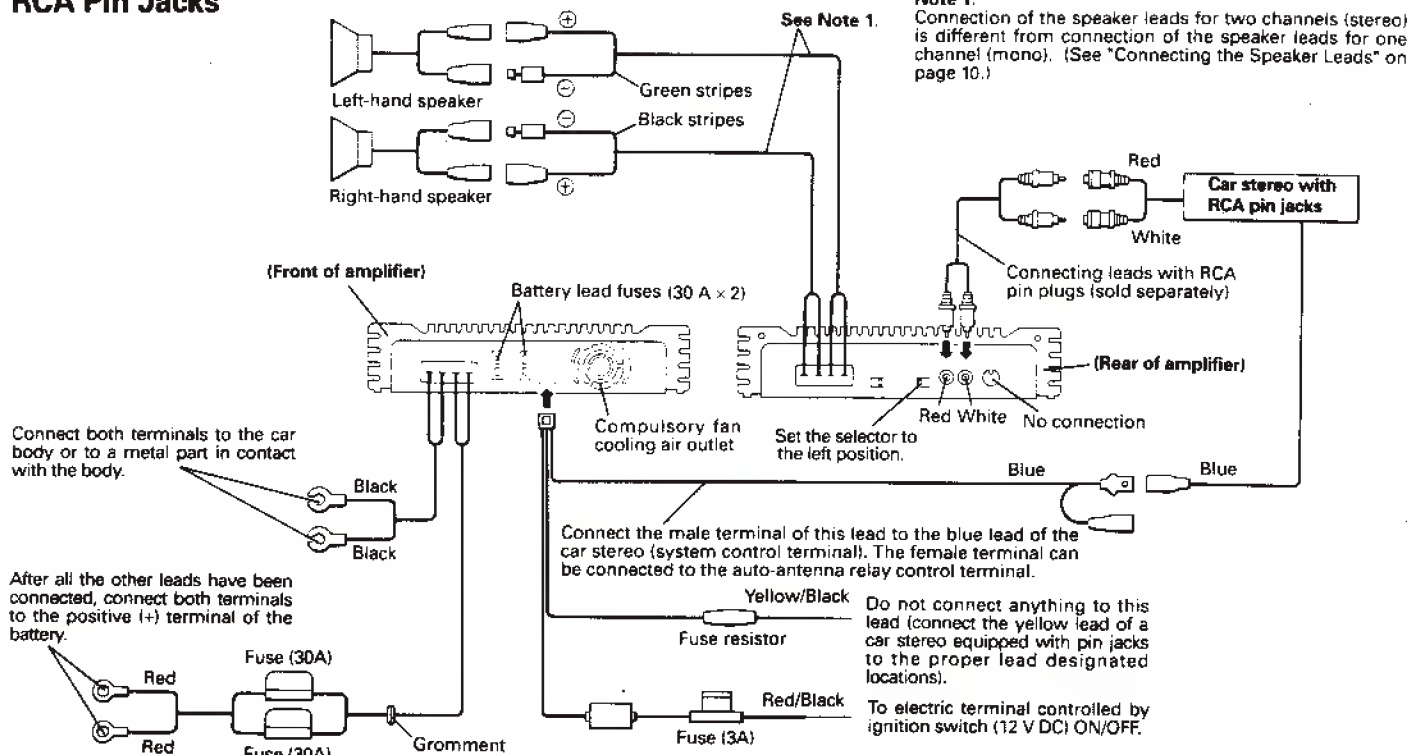 RCA Pin Jacks
Note 1.
Connection of the speaker leads for two channels (stereo)
is different from connection of the speaker leads for one
channel (mono). (See "Connecting the Speaker Leads" on
page 10.)
See Note 1.
⊕
⊖
Green stripes
Left-hand speaker
⊖
Black stripes
⊕
Right-hand speaker
Red
Car stereo with
RCA pin jacks
White
Connecting leads with RCA
pin plugs (sold separately)
(Front of amplifier)
Battery lead fuses (30 A × 2)
(Rear of amplifier)
Compulsory fan
cooling air outlet
Red White
No connection
Set the selector to
the left position.
Connect both terminals to the car
body or to a metal part in contact
with the body.
Black
Black
Blue
Blue
Connect the male terminal of this lead to the blue lead of the
car stereo (system control terminal). The female terminal can
be connected to the auto-antenna relay control terminal.
After all the other leads have been
connected, connect both terminals
to the positive (+) terminal of the
battery.
Yellow/Black
Fuse resistor
Do not connect anything to this
lead (connect the yellow lead of a
car stereo equipped with pin jacks
to the proper lead designated
locations).
Red
Fuse (30A)
Red
Fuse (30A)
Gromment
Red/Black
Fuse (3A)
To electric terminal controlled by
ignition switch (12 V DC) ON/OFF.